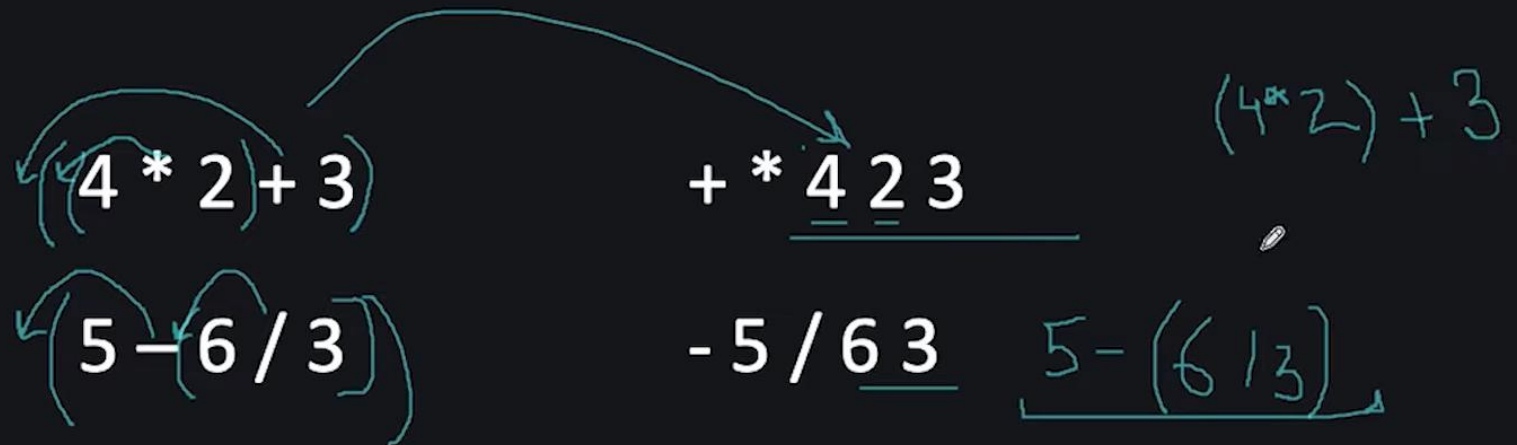 ((4 * 2) + 3) + * 4 2 3 (4 * 2) + 3
(5 – (6 / 3)) - 5 / 6 3 5 - (6 / 3)